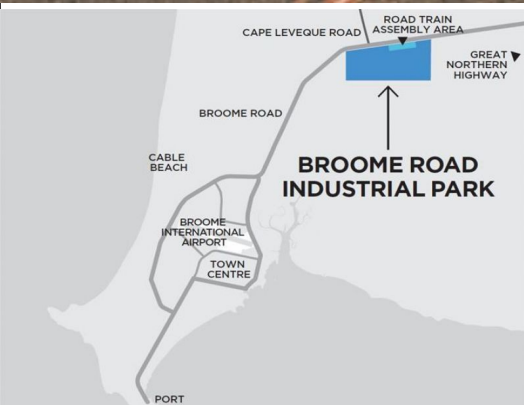 ROAD TRAIN
ASSEMBLY AREA
CAPE LEVEQUE ROAD
GREAT
NORTHERN
HIGHWAY
BROOME ROAD
BROOME ROAD
INDUSTRIAL PARK
CABLE
BEACH
BROOME
INTERNATIONAL
AIRPORT
TOWN
CENTRE
PORT